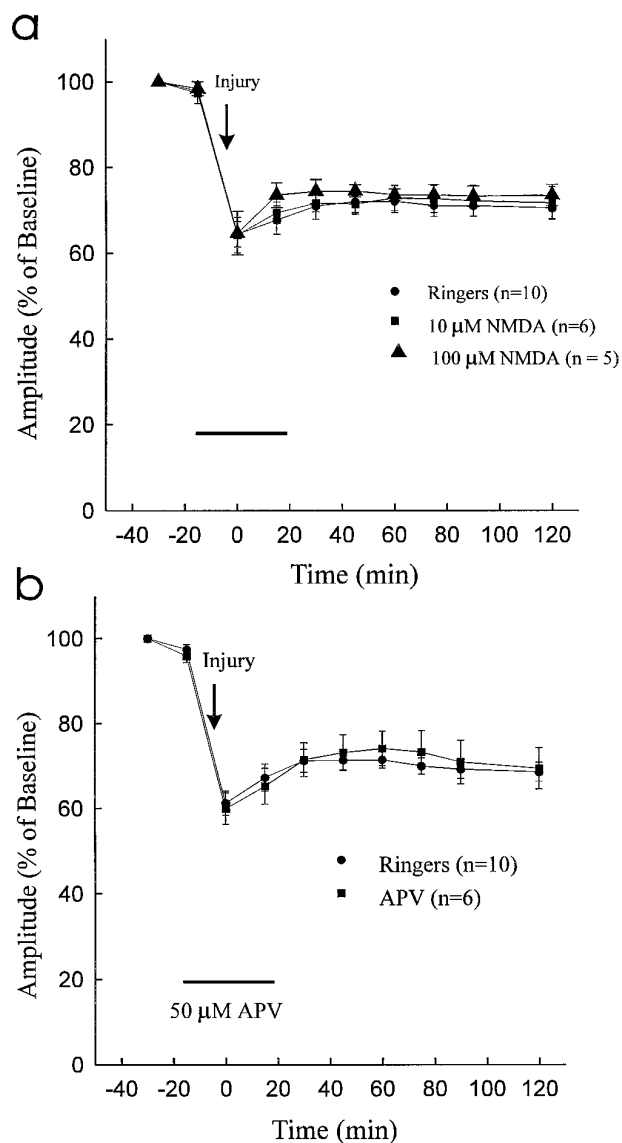 a
Amplitude (% of Baseline)
100
80
60
40
20
0
Injury
Ringers (n=10)
10 μM NMDA (n=6)
100 μM NMDA (n = 5)
-40 -20 0 20 40 60 80 100 120
Time (min)
b
Amplitude (% of Baseline)
100
80
60
40
20
0
Injury
Ringers (n=10)
APV (n=6)
50 μM APV
-40 -20 0 20 40 60 80 100 120
Time (min)